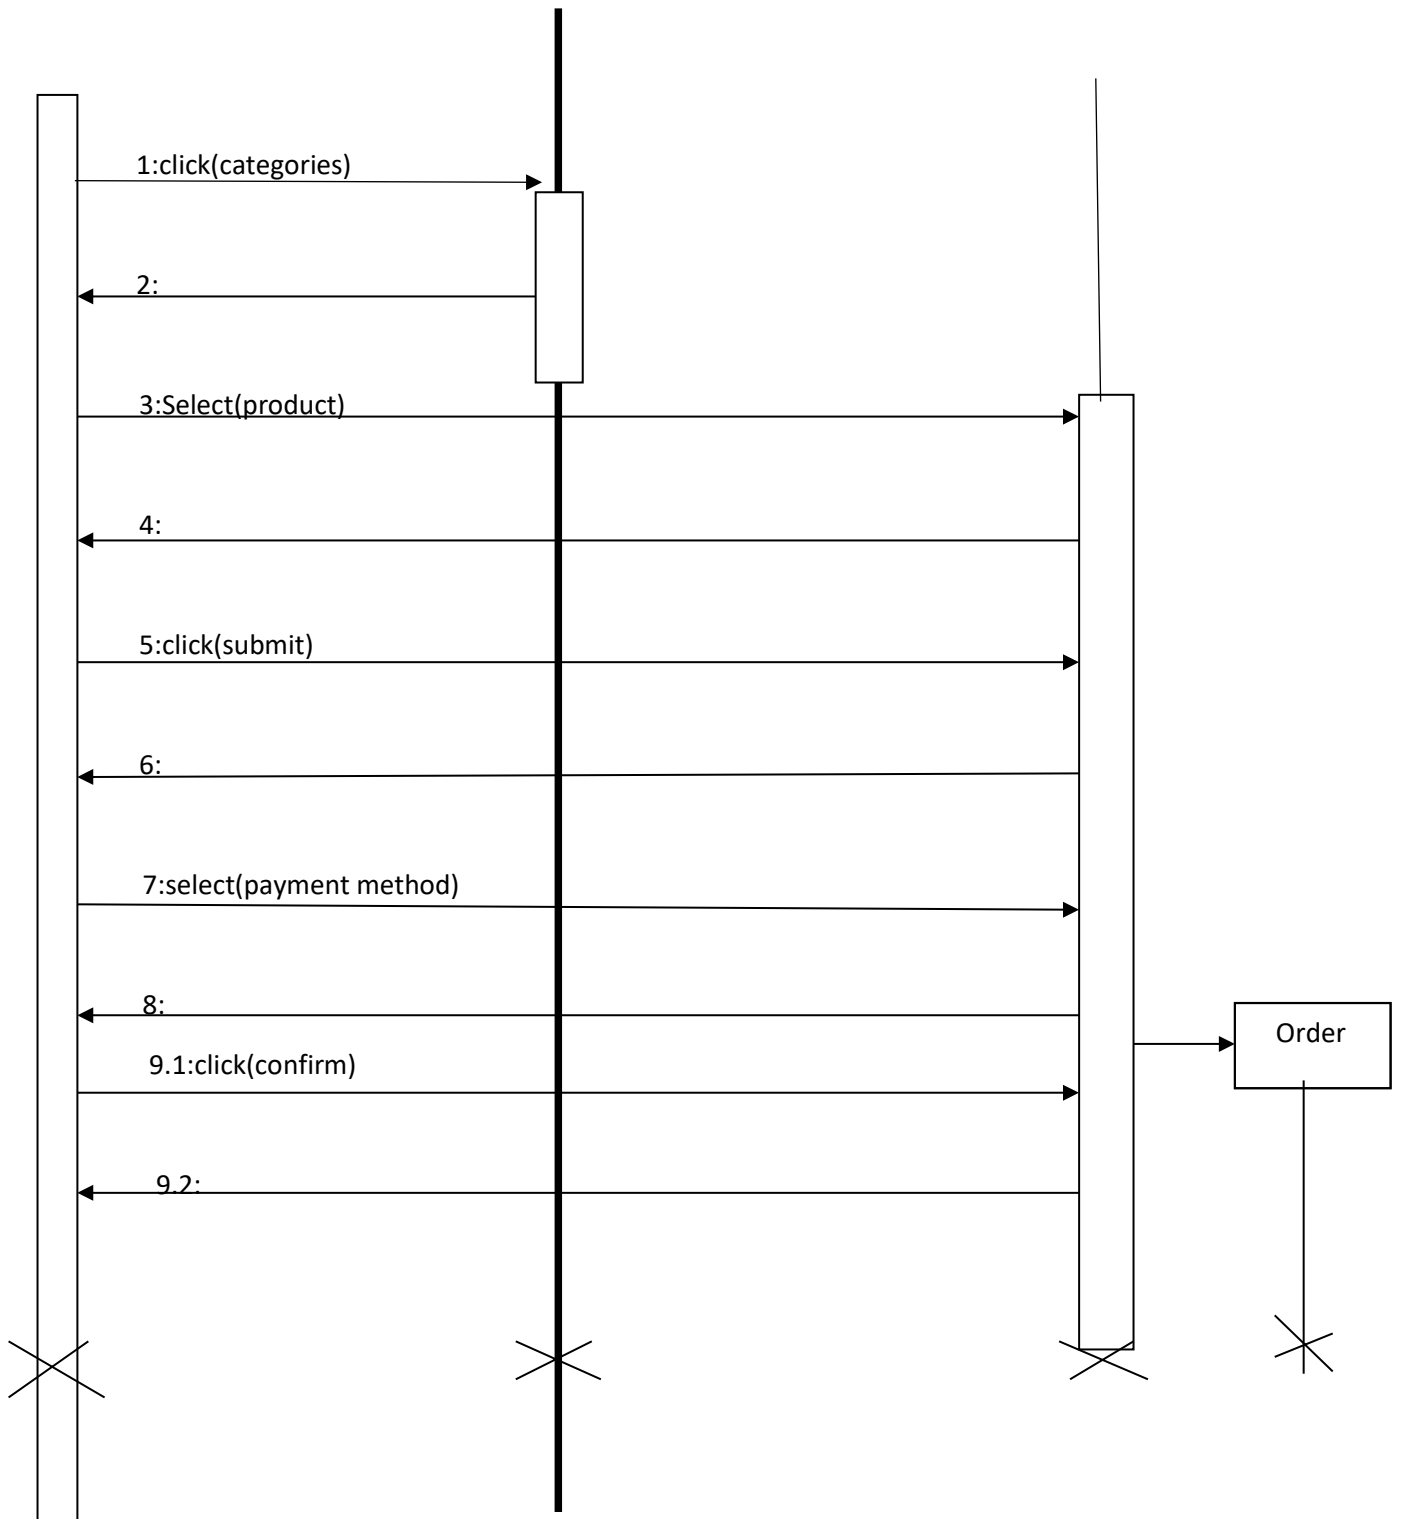 1:click(categories)
2:
3:Select(product)
4:
5:click(submit)
6:
7:select(payment method)
8:
Order
9.1:click(confirm)
9.2: